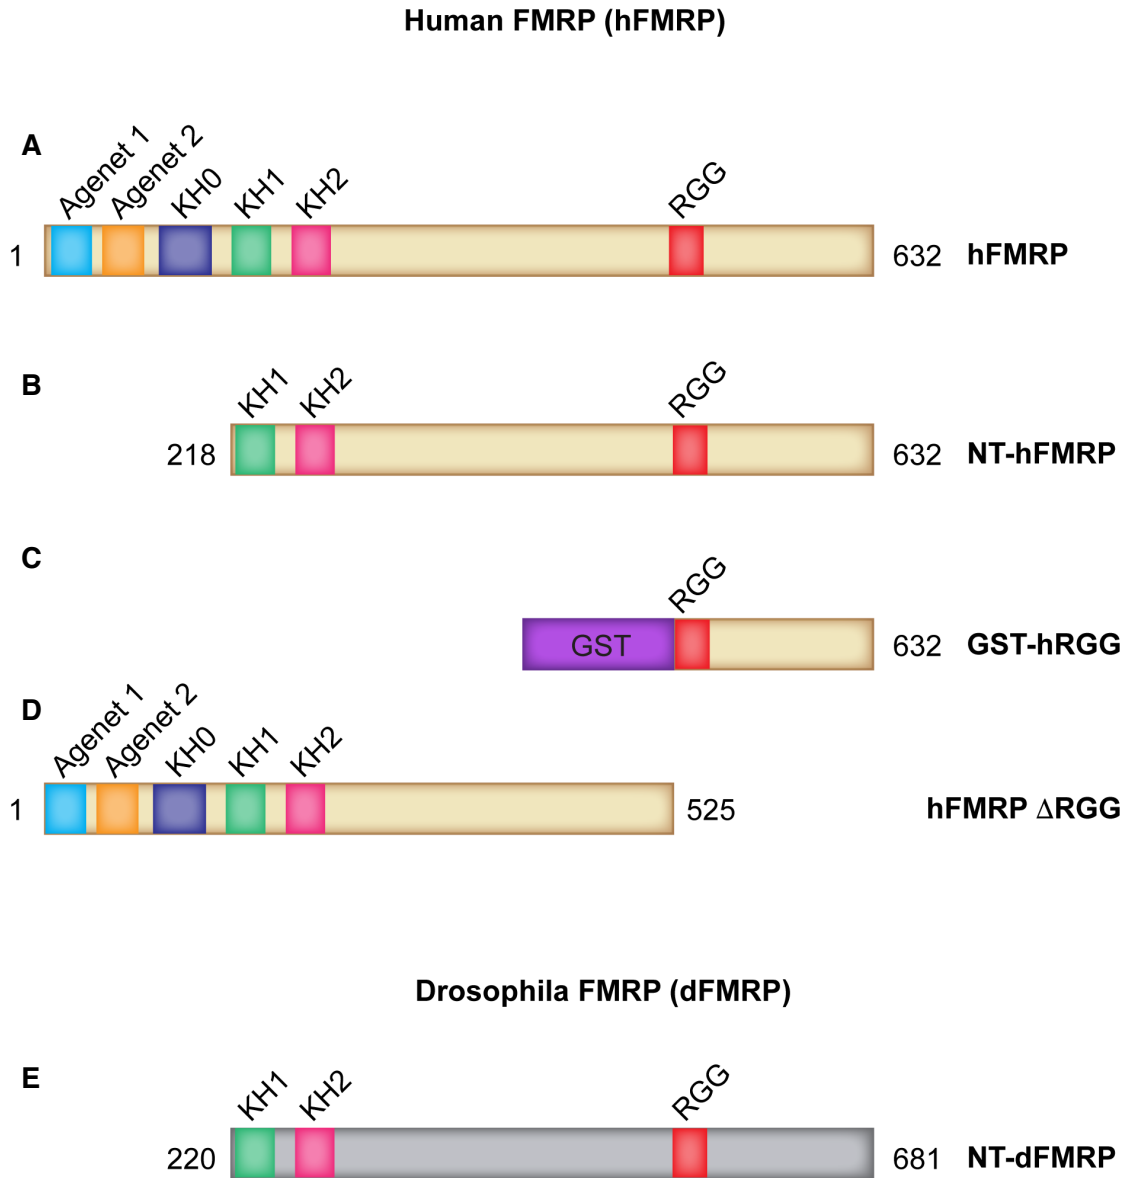 Human FMRP (hFMRP)
A
Agenet 1
Agenet 2
KH0
KH1
KH2
RGG
1
632
hFMRP
B
KH1
KH2
RGG
218
632
NT-hFMRP
C
RGG
GST
632
GST-hRGG
D
Agenet 1
Agenet 2
KH0
KH1
KH2
1
525
hFMRP ΔRGG
Drosophila FMRP (dFMRP)
E
KH1
KH2
RGG
220
681
NT-dFMRP